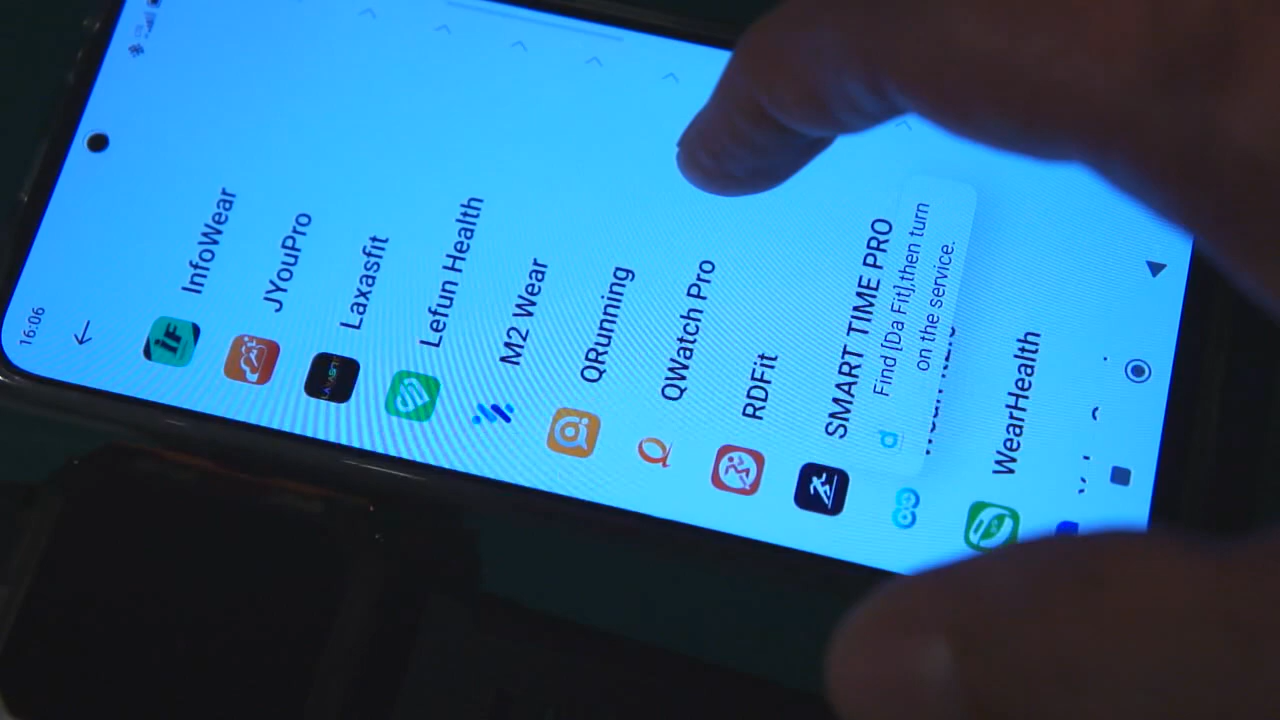 16:06
InfoWear
JYouPro
Laxasfit
Lefun Health
M2 Wear
QRunning
QWatch Pro
RDFit
SMART TIME PRO
Find [Da Fit],then turn
on the service.
WearHealth